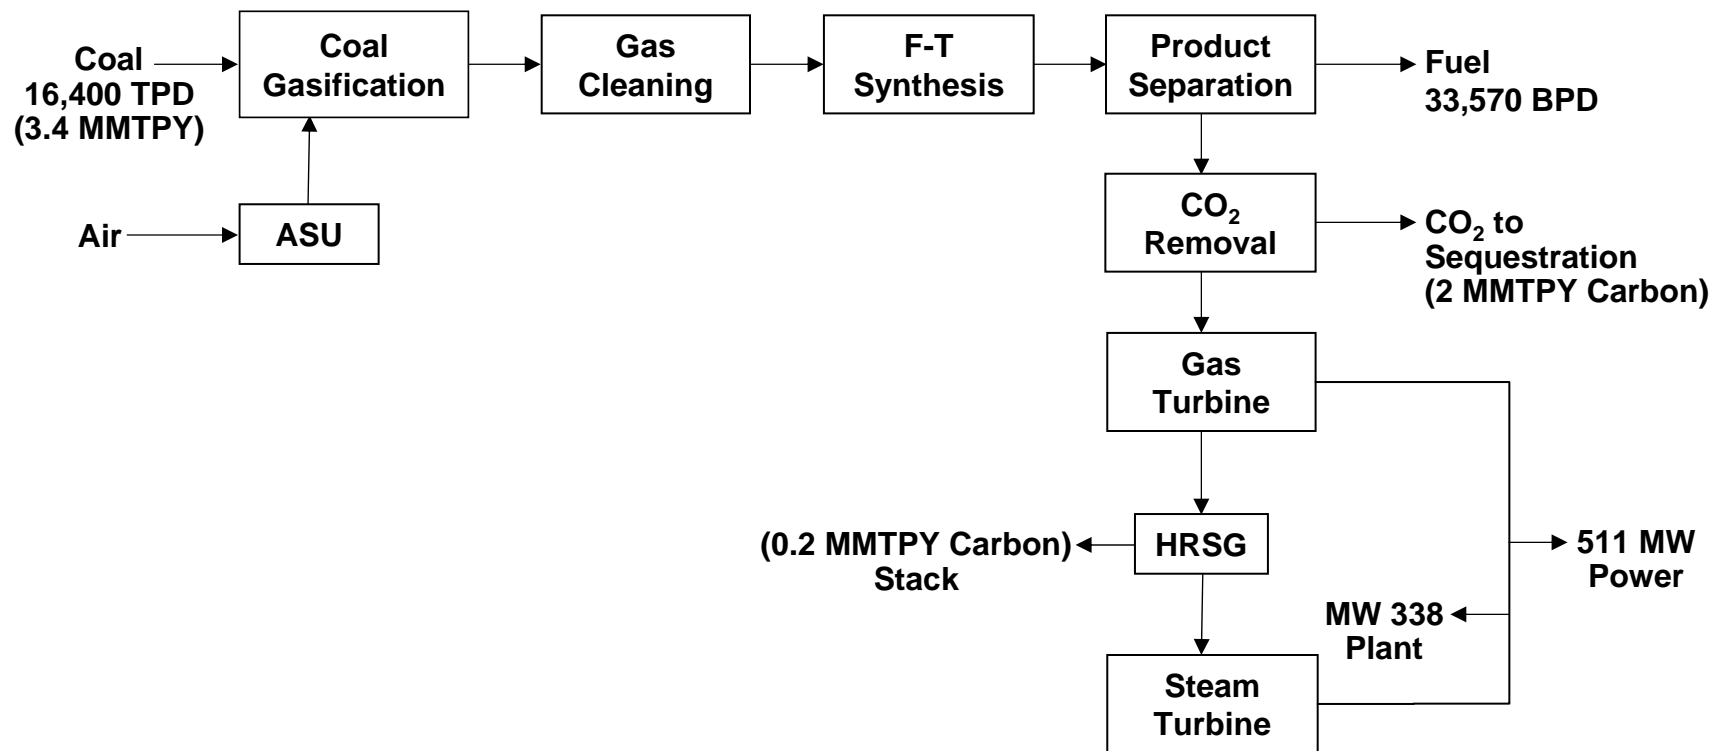 Coal
16,400 TPD
(3.4 MMTPY)
Coal
Gasification
Gas
Cleaning
F-T
Synthesis
Product
Separation
Fuel
33,570 BPD
Air
ASU
CO₂
Removal
CO₂ to
Sequestration
(2 MMTPY Carbon)
Gas
Turbine
(0.2 MMTPY Carbon)
Stack
HRSG
511 MW
Power
MW 338
Plant
Steam
Turbine